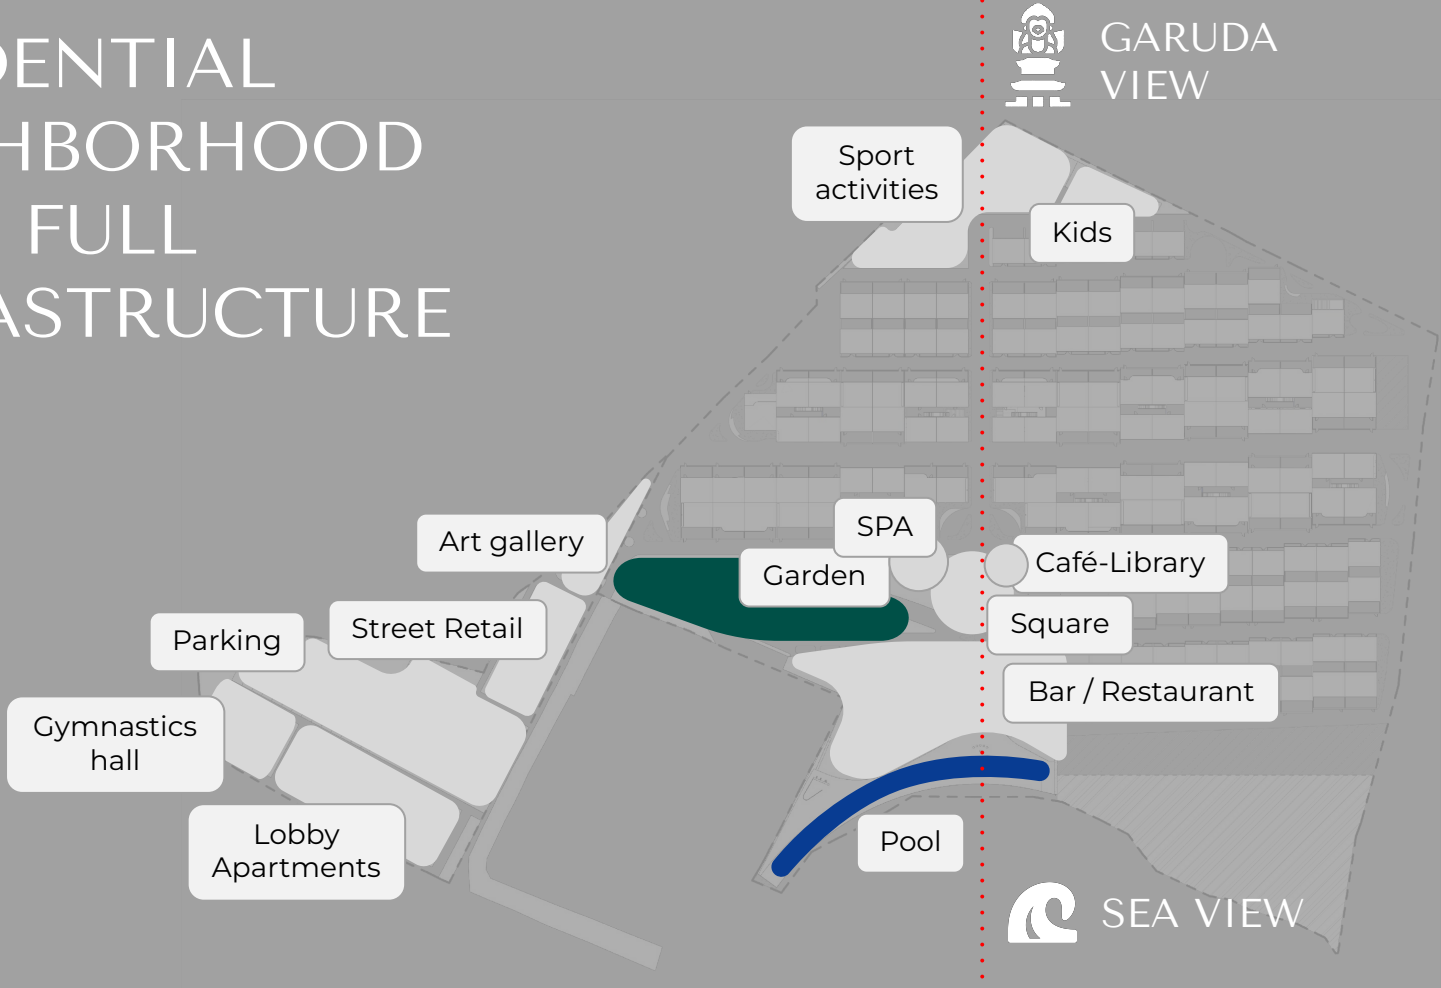 DENTIAL
HBORHOOD
FULL
ASTRUCTURE
GARUDA
VIEW
Sport
activities
Kids
SPA
Art gallery
Café-Library
Garden
Square
Street Retail
Parking
Bar / Restaurant
Gymnastics
hall
Lobby
Apartments
Pool
SEA VIEW